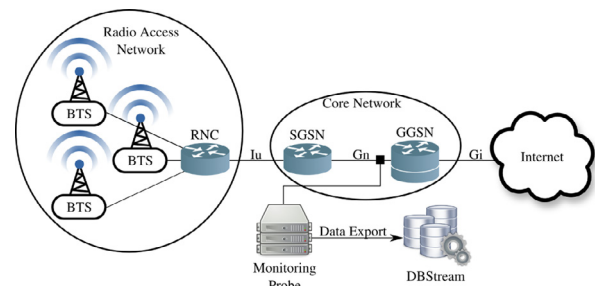 Radio Access
Network
BTS
BTS
BTS
RNC
Iu
Core Network
SGSN
Gn
GGSN
Gi
Internet
Data Export
Monitoring
Probe
DBStream